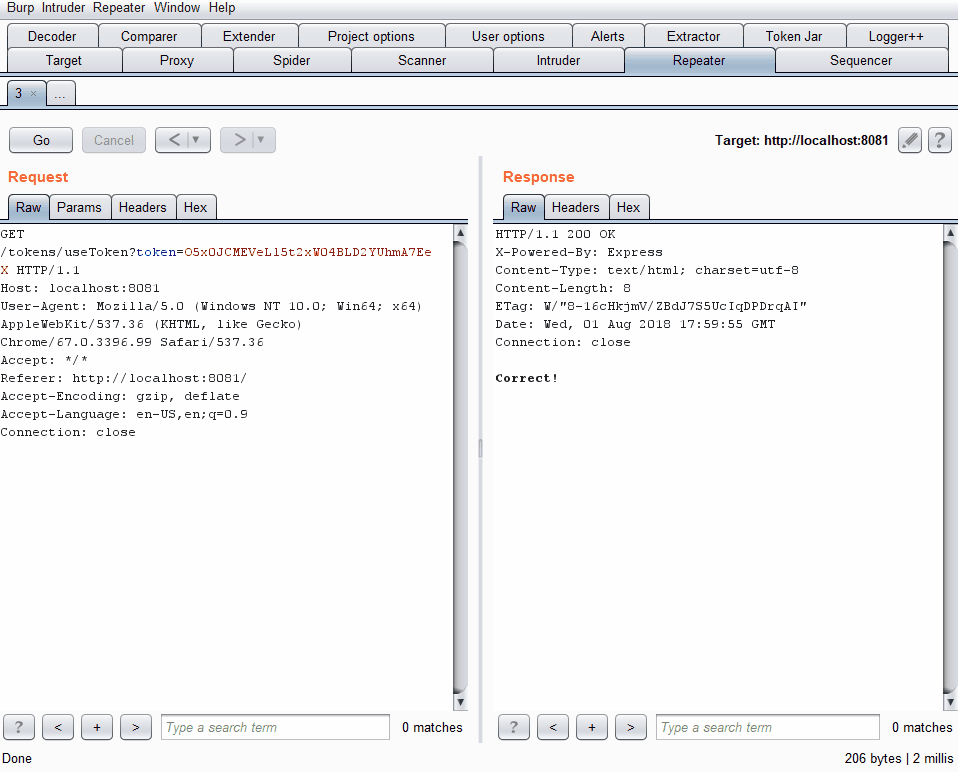 Burp Intruder Repeater Window Help
Decoder Comparer Extender Project options User options Alerts Extractor Token Jar Logger++
Target Proxy Spider Scanner Intruder Repeater Sequencer
3 × ...
Go Cancel < ▼ > ▼ Target: http://localhost:8081 ?
Request
Raw Params Headers Hex
GET
/tokens/useToken?token=O5x0JCMEVeL15t2xW04BLD2YUhmA7Ee
X HTTP/1.1
Host: localhost:8081
User-Agent: Mozilla/5.0 (Windows NT 10.0; Win64; x64)
AppleWebKit/537.36 (KHTML, like Gecko)
Chrome/67.0.3396.99 Safari/537.36
Accept: */*
Referer: http://localhost:8081/
Accept-Encoding: gzip, deflate
Accept-Language: en-US,en;q=0.9
Connection: close
? < + > Type a search term 0 matches
Response
Raw Headers Hex
HTTP/1.1 200 OK
X-Powered-By: Express
Content-Type: text/html; charset=utf-8
Content-Length: 8
ETag: W/"8-16cHkjmV/ZBdJ7S5UcIqDPDrqAI"
Date: Wed, 01 Aug 2018 17:59:55 GMT
Connection: close
Correct!
? < + > Type a search term 0 matches
Done 206 bytes | 2 millis